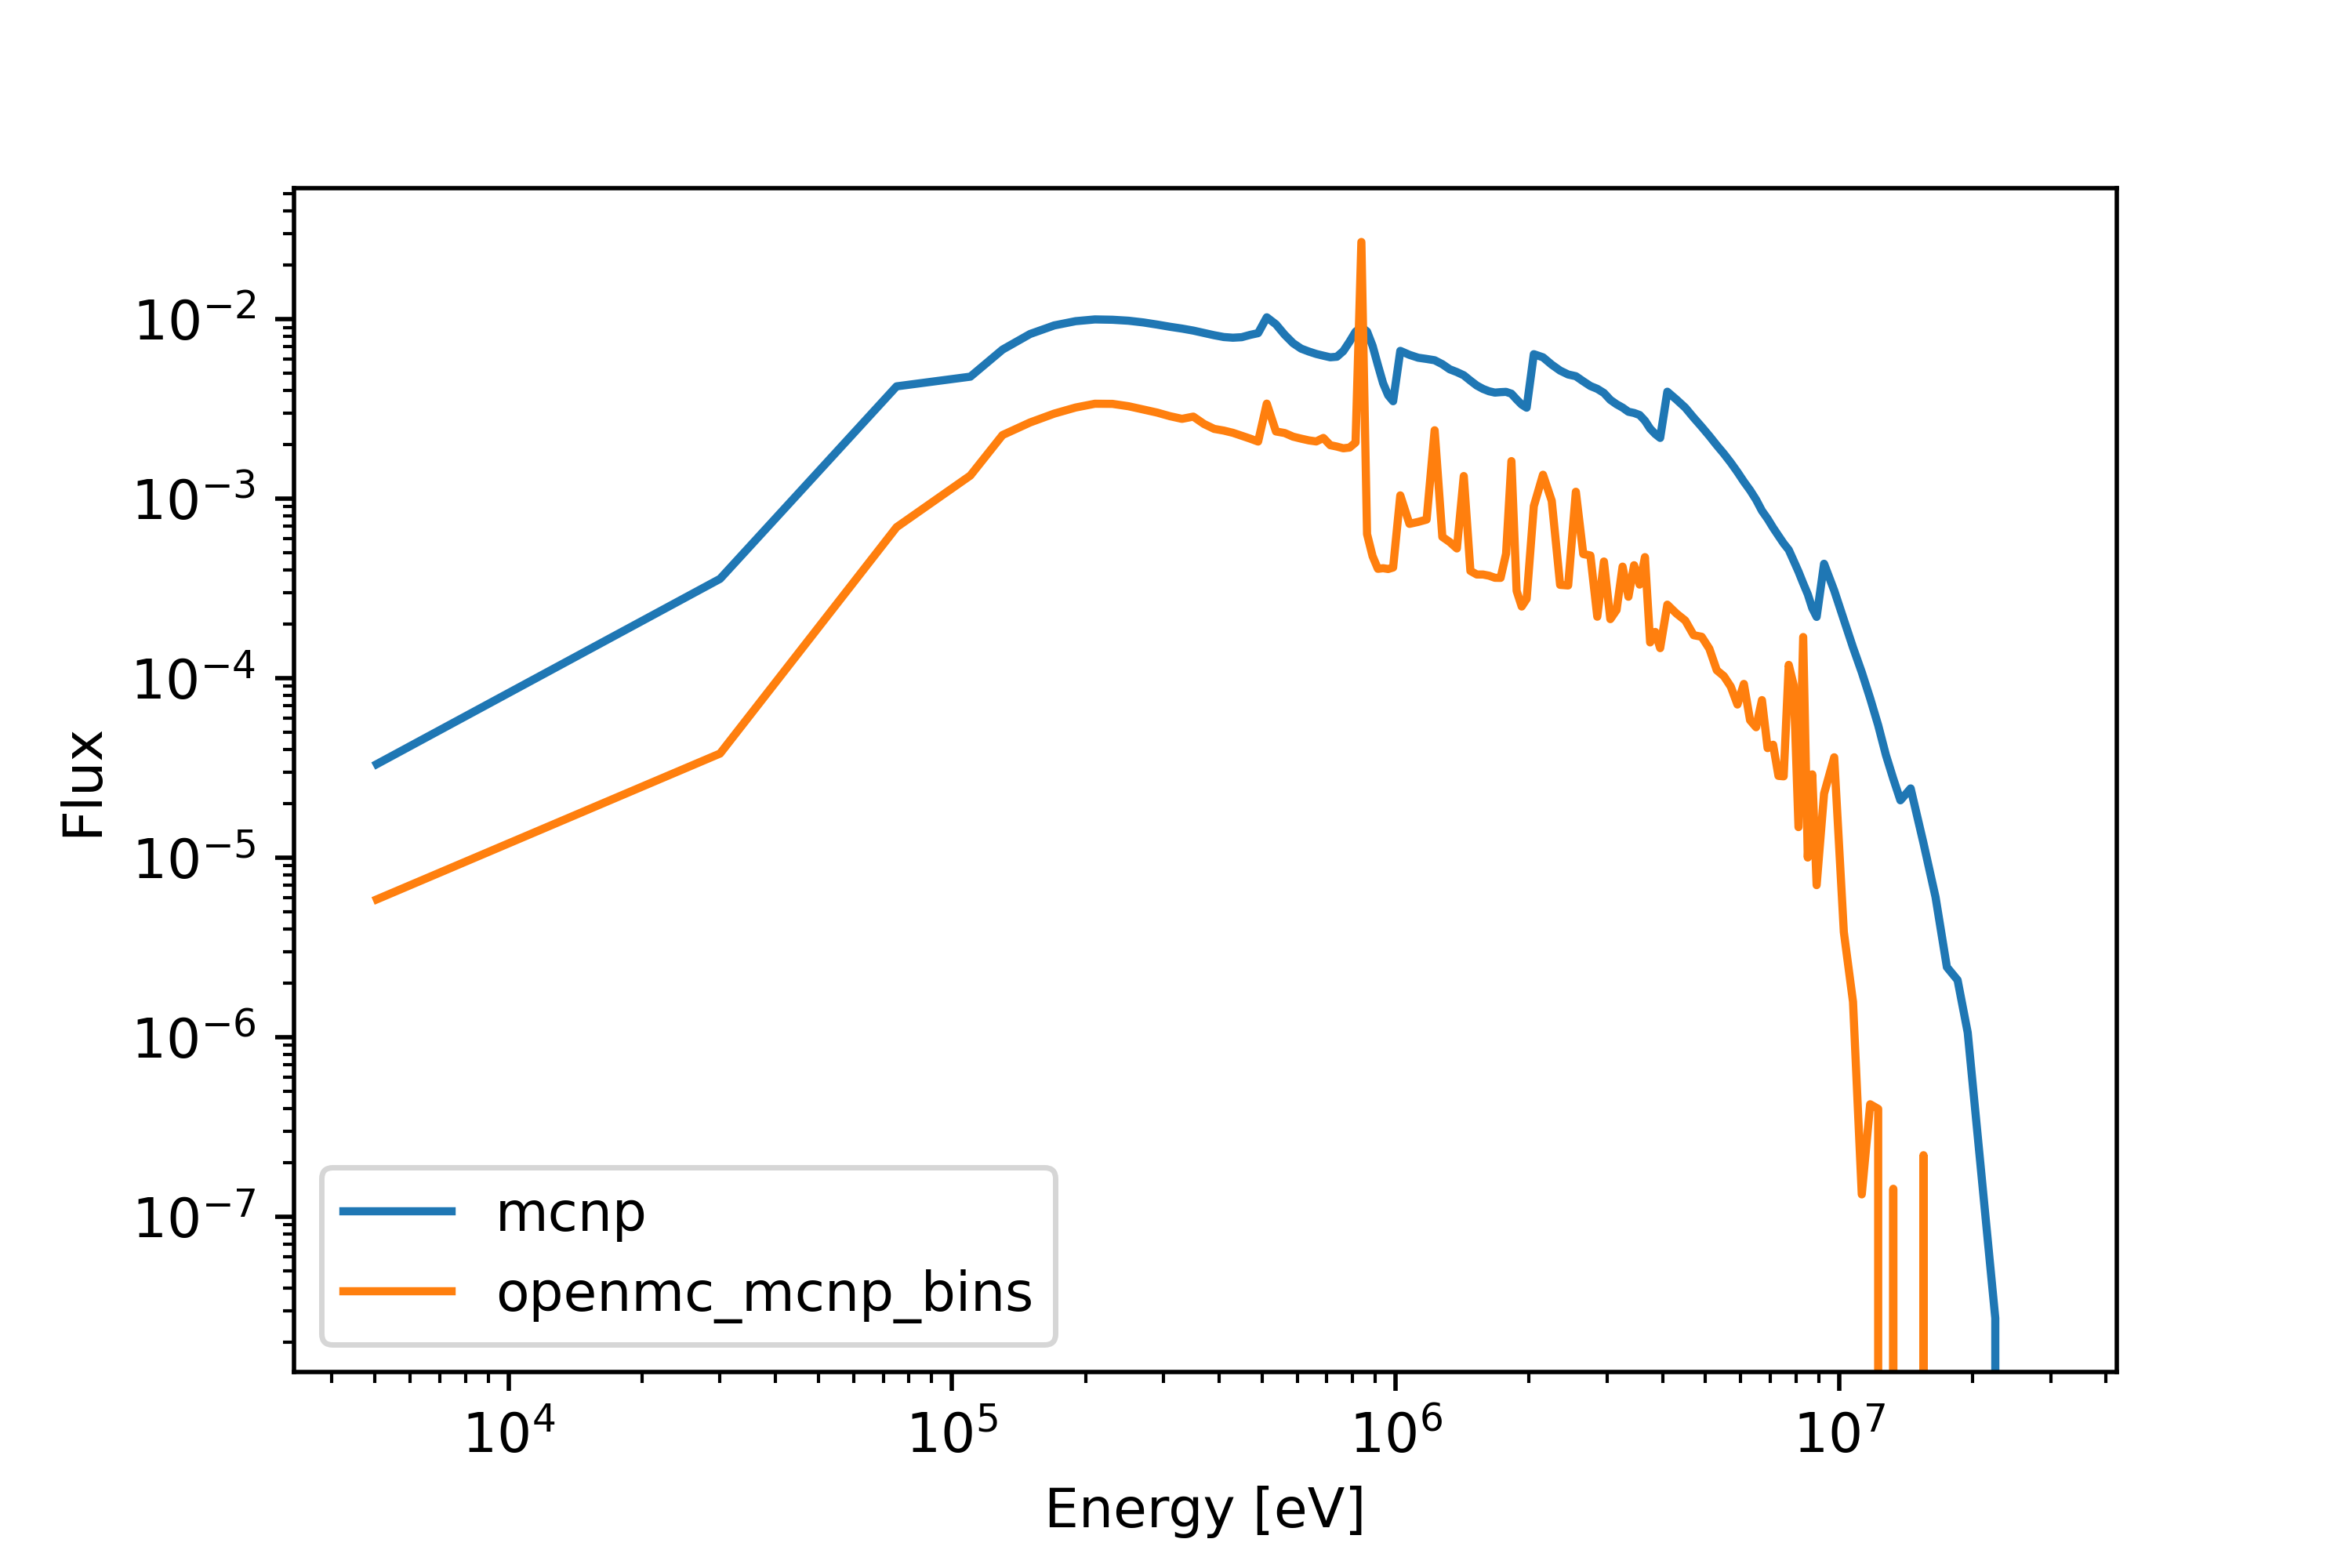 10⁻²
10⁻³
10⁻⁴
10⁻⁵
10⁻⁶
10⁻⁷
Flux
mcnp
openmc_mcnp_bins
10⁴ 10⁵ 10⁶ 10⁷
Energy [eV]